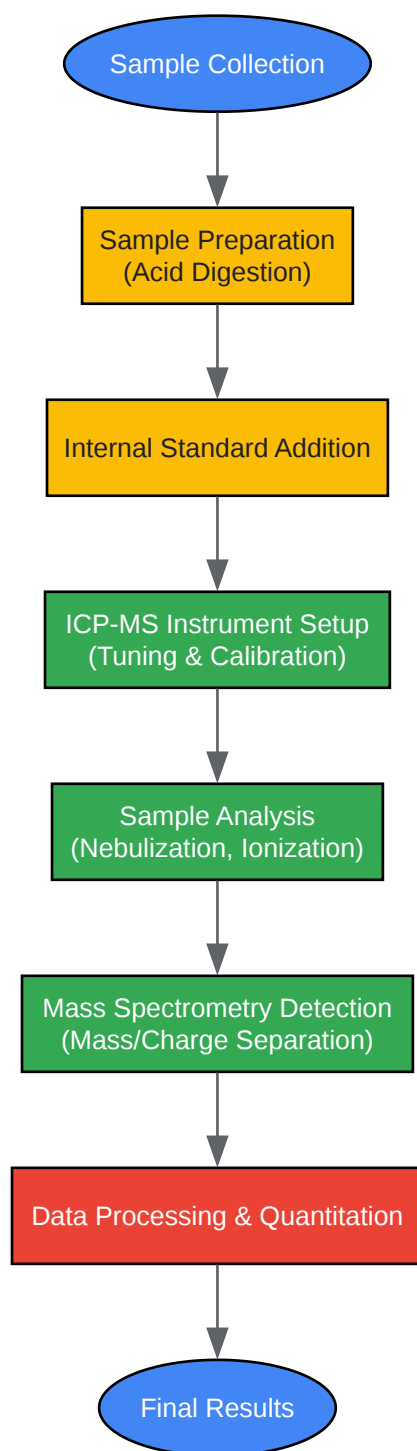 Sample Collection
Sample Preparation
(Acid Digestion)
Internal Standard Addition
ICP-MS Instrument Setup
(Tuning & Calibration)
Sample Analysis
(Nebulization, Ionization)
Mass Spectrometry Detection
(Mass/Charge Separation)
Data Processing & Quantitation
Final Results